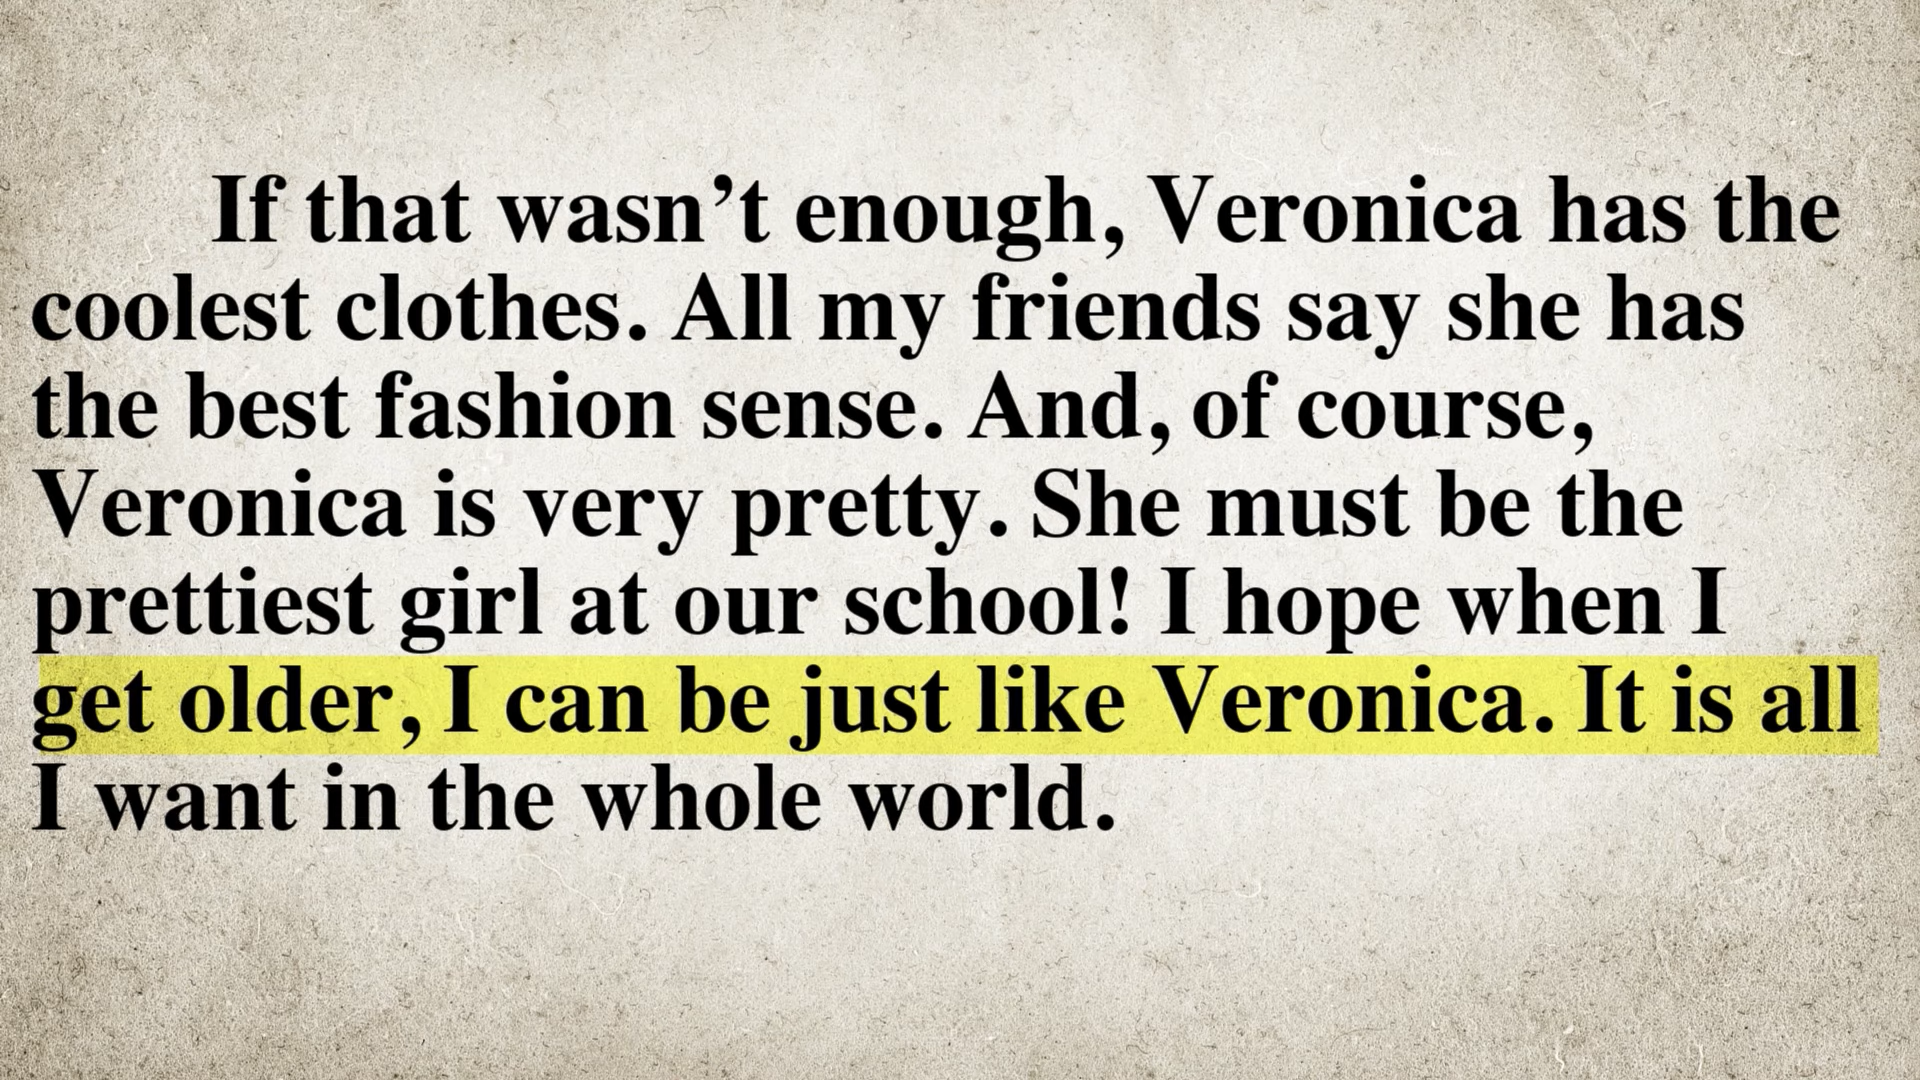 If that wasn’t enough, Veronica has the
coolest clothes. All my friends say she has
the best fashion sense. And, of course,
Veronica is very pretty. She must be the
prettiest girl at our school! I hope when I
get older, I can be just like Veronica. It is all
I want in the whole world.